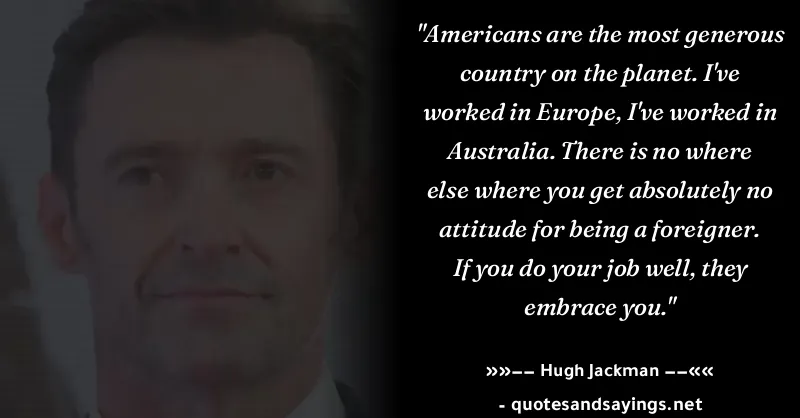 "Americans are the most generous
country on the planet. I've
worked in Europe, I've worked in
Australia. There is no where
else where you get absolutely no
attitude for being a foreigner.
If you do your job well, they
embrace you."
»»–– Hugh Jackman ––««
- quotesandsayings.net